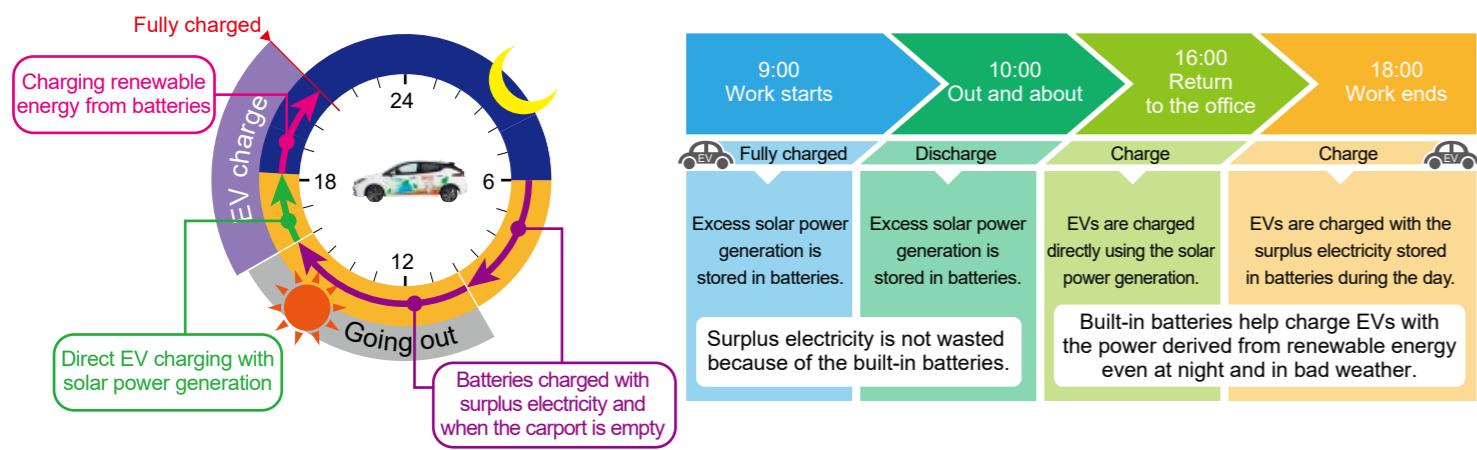 Fully charged
Charging renewable
energy from batteries
EV charge
24
18
6
12
Going out
Direct EV charging with
solar power generation
Batteries charged with
surplus electricity and
when the carport is empty
9:00
Work starts
10:00
Out and about
16:00
Return
to the office
18:00
Work ends
EV
Fully charged
Discharge
Charge
Charge
EV
Excess solar power
generation is
stored in batteries.
Excess solar power
generation is
stored in batteries.
EVs are charged
directly using the solar
power generation.
EVs are charged with the
surplus electricity stored
in batteries during the day.
Surplus electricity is not wasted
because of the built-in batteries.
Built-in batteries help charge EVs with
the power derived from renewable energy
even at night and in bad weather.